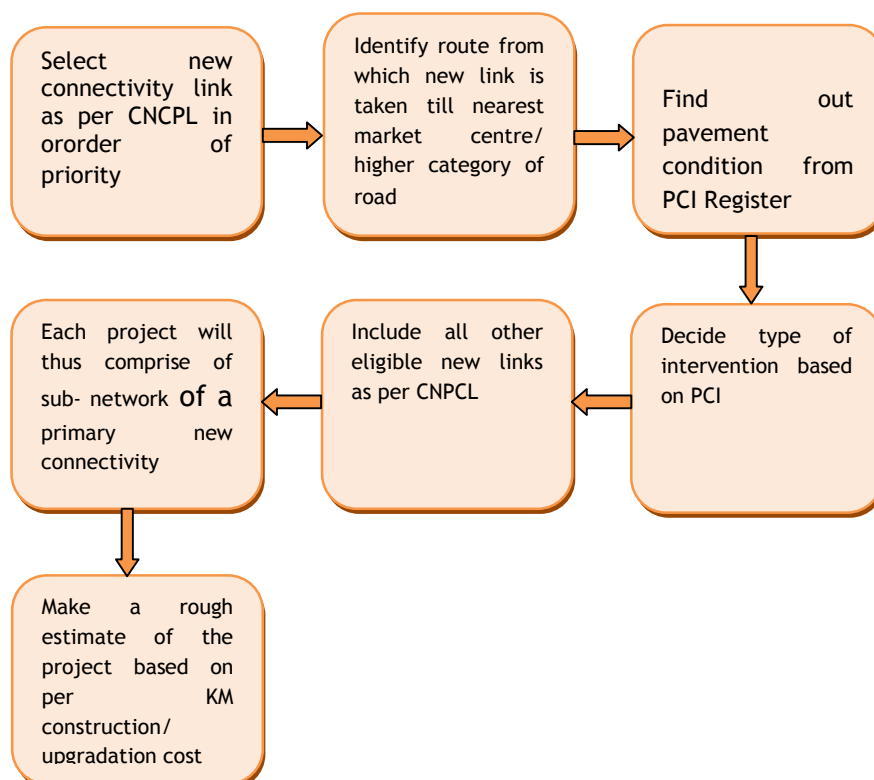 Select new
connectivity link
as per CNCPL in
ororder of
priority
Identify route from
which new link is
taken till nearest
market centre/
higher category of
road
Find out
pavement
condition from
PCI Register
Decide type of
intervention based
on PCI
Include all other
eligible new links
as per CNPCL
Each project will
thus comprise of
sub- network of a
primary new
connectivity
Make a rough
estimate of the
project based on
per KM
construction/
upgradation cost